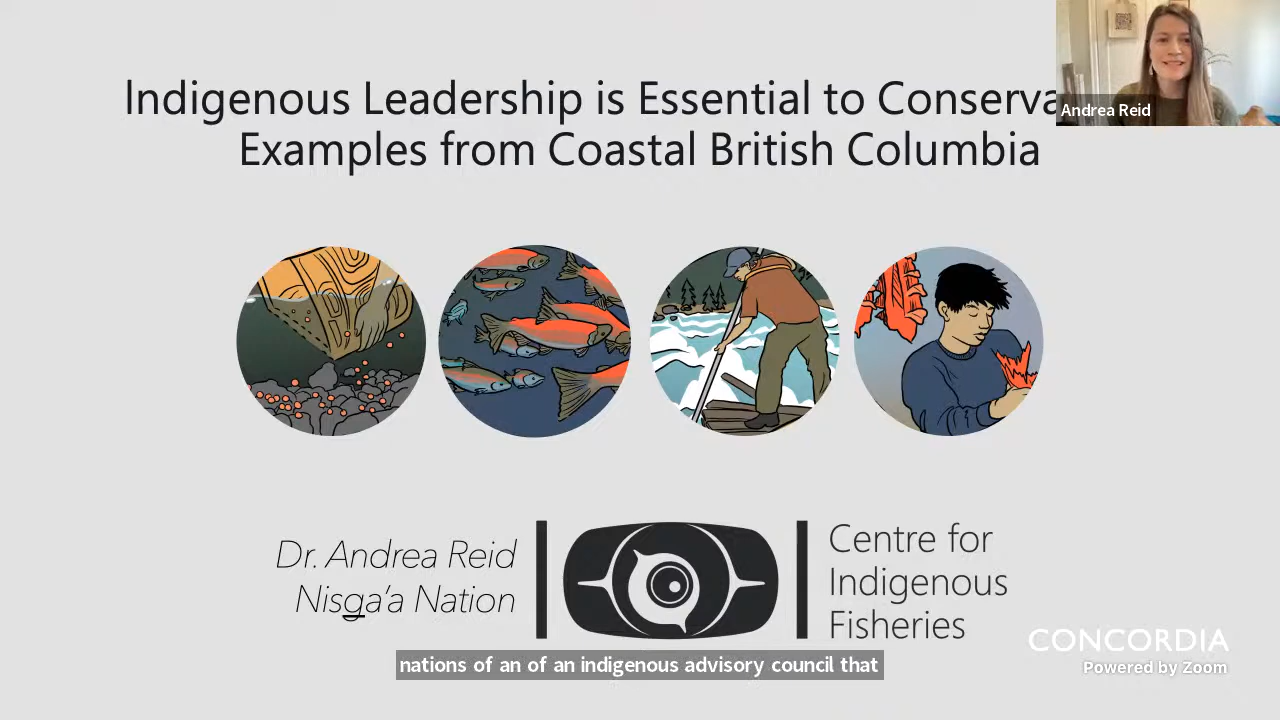 Indigenous Leadership is Essential to Conserva
Examples from Coastal British Columbia
Andrea Reid
Dr. Andrea Reid
Nisg̲a'a Nation
Centre for
Indigenous
Fisheries
CONCORDIA
Powered by Zoom
nations of an of an indigenous advisory council that